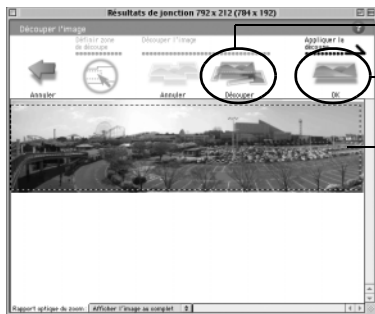 Résultats de jonction 792 x 212 (784 x 192)
Découper l'image
Définir zone
de découpe
Découper l'image
Appliquer la
découpe
Annuler
Annuler
Découper
OK
Rapport optique du zoom:
Afficher l'image au complet